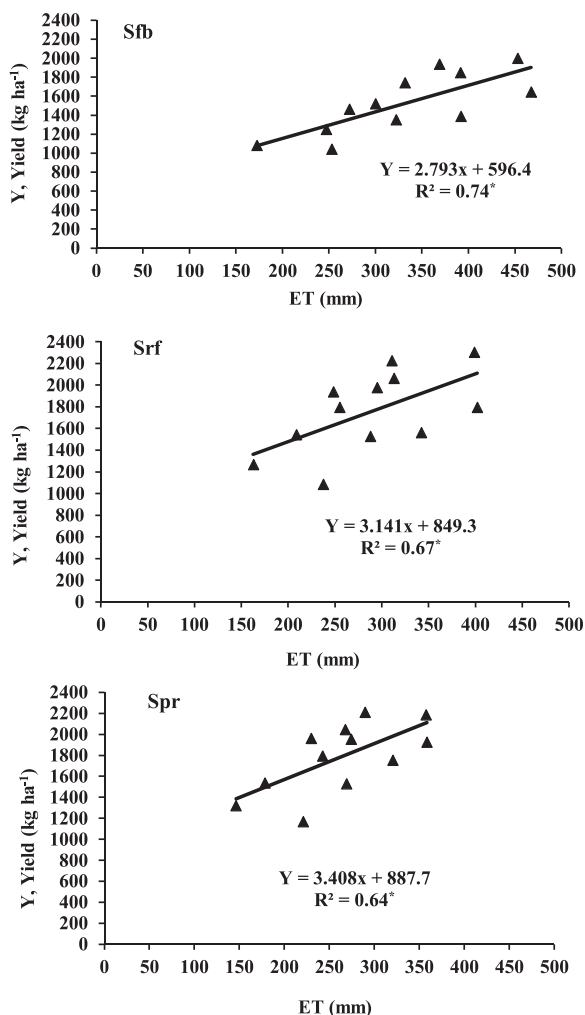 Sfb
Y, Yield (kg ha⁻¹)
2400
2200
2000
1800
1600
1400
1200
1000
800
600
400
200
0
Y = 2.793x + 596.4
R² = 0.74*
0 50 100 150 200 250 300 350 400 450 500
ET (mm)
Srf
Y, Yield (kg ha⁻¹)
2400
2200
2000
1800
1600
1400
1200
1000
800
600
400
200
0
Y = 3.141x + 849.3
R² = 0.67*
0 50 100 150 200 250 300 350 400 450 500
ET (mm)
Spr
Y, Yield (kg ha⁻¹)
2400
2200
2000
1800
1600
1400
1200
1000
800
600
400
200
0
Y = 3.408x + 887.7
R² = 0.64*
0 50 100 150 200 250 300 350 400 450 500
ET (mm)